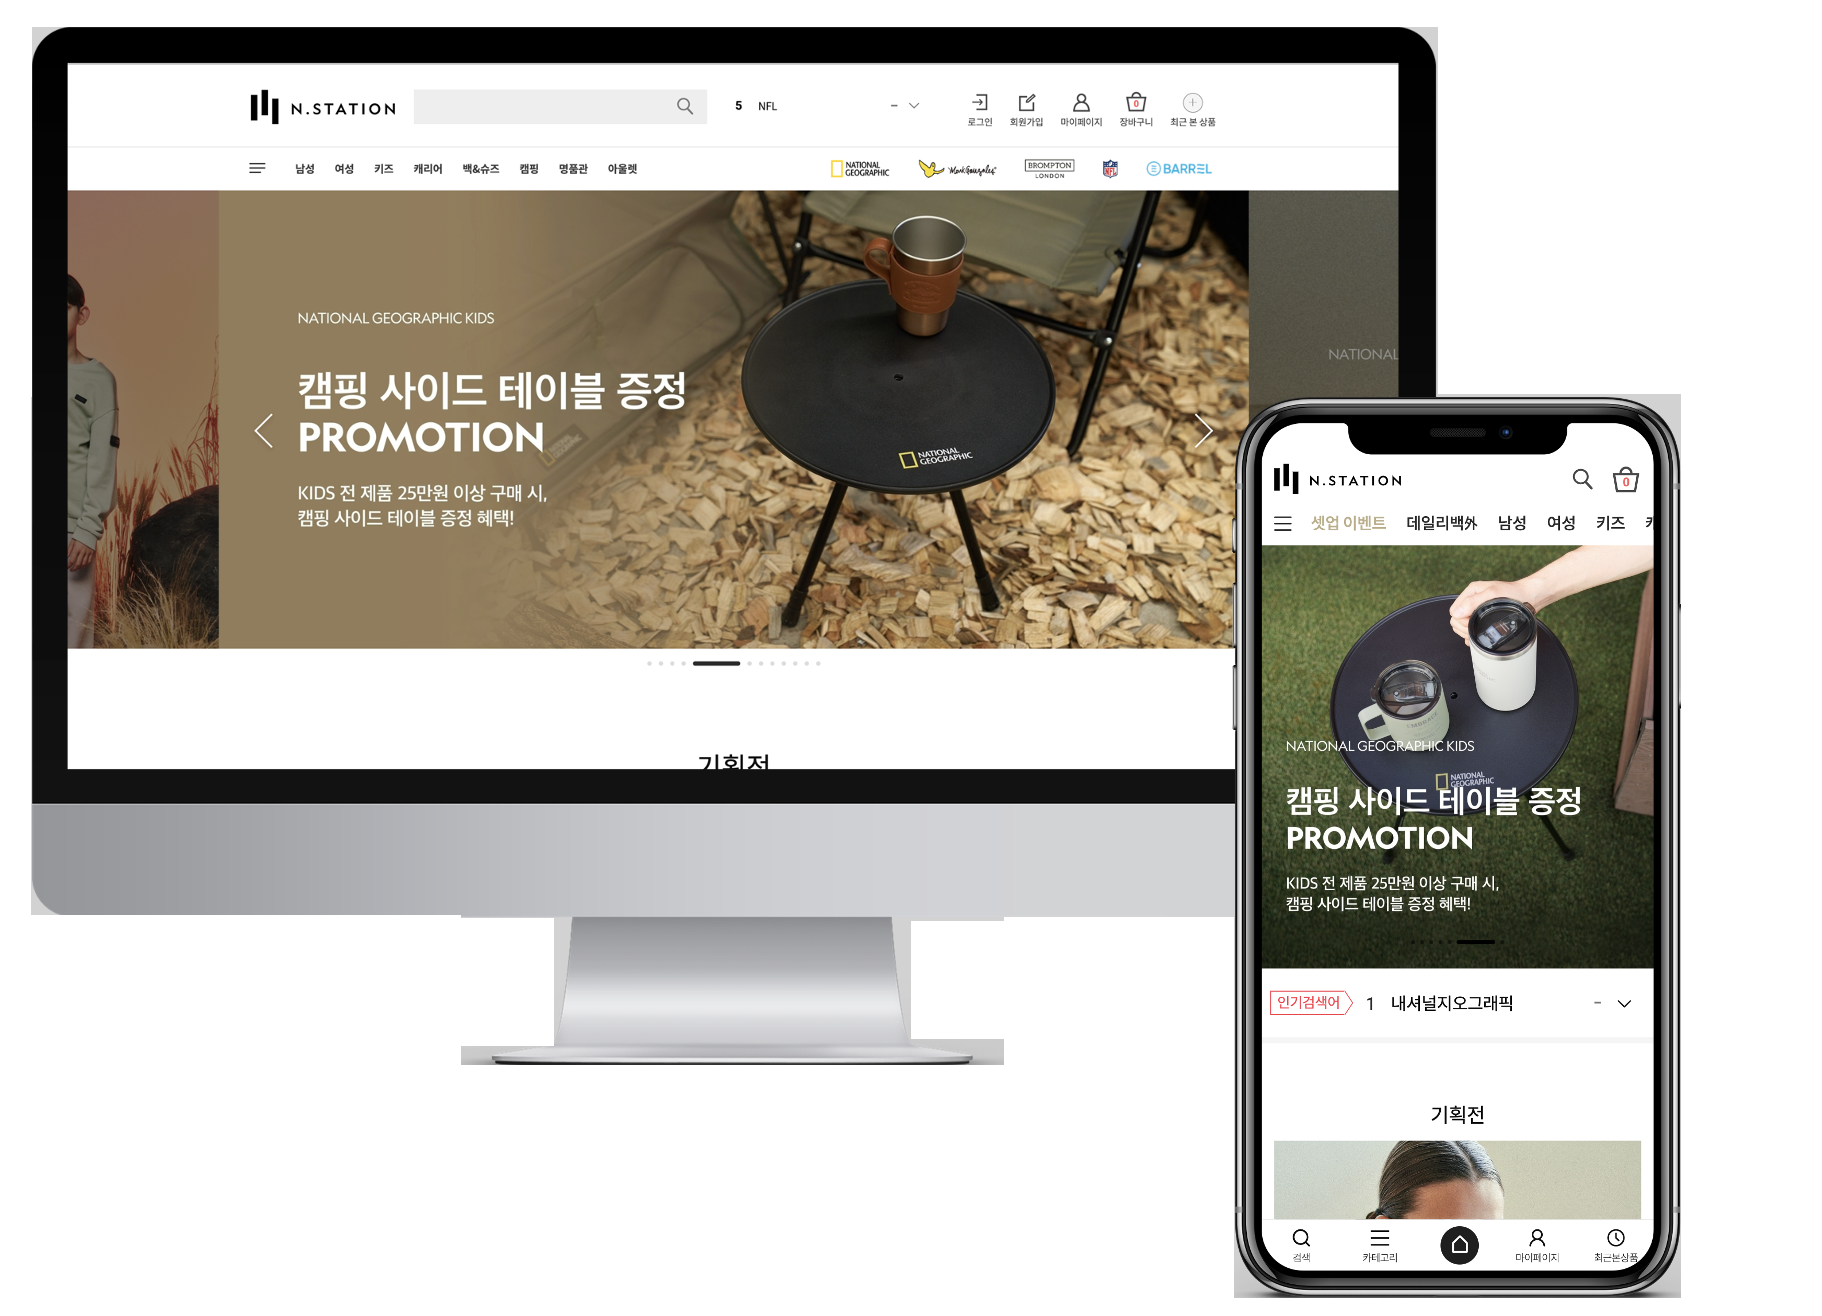 N.STATION
5 NFL –
로그인 회원가입 마이페이지 0 장바구니 최근 본 상품
남성 여성 키즈 캐리어 백&슈즈 캠핑 명품관 아울렛
NATIONAL GEOGRAPHIC
Mark Gonzales
BROMPTON LONDON
NFL
BARREL
NATIONAL GEOGRAPHIC KIDS
캠핑 사이드 테이블 증정
PROMOTION
KIDS 전 제품 25만원 이상 구매 시,
캠핑 사이드 테이블 증정 혜택!
NATIONAL
GEOGRAPHIC
NATIONAL
기획전
N.STATION
0
셋업 이벤트 데일리백外 남성 여성 키즈
NATIONAL GEOGRAPHIC KIDS
NATIONAL
GEOGRAPHIC
캠핑 사이드 테이블 증정
PROMOTION
KIDS 전 제품 25만원 이상 구매 시,
캠핑 사이드 테이블 증정 혜택!
인기검색어 1 내셔널지오그래픽 –
기획전
검색 카테고리 마이페이지 최근본상품